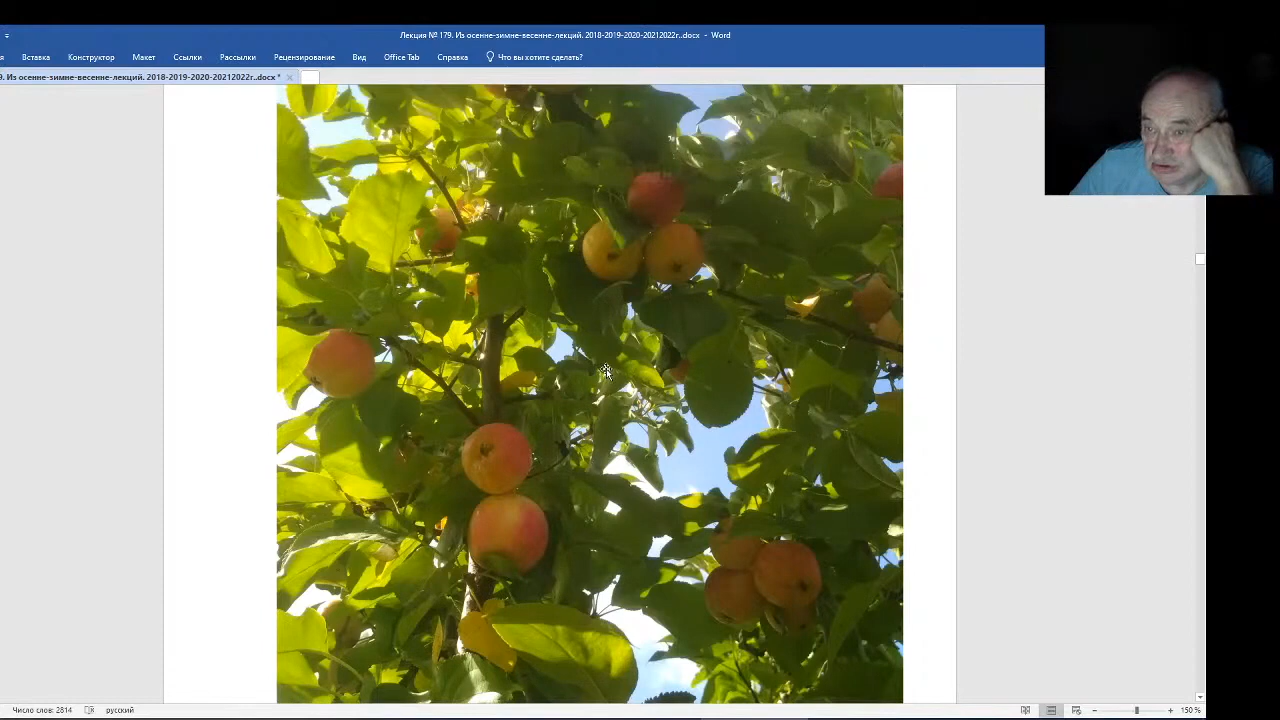 Лекция № 179. Из осенне-зимне-весенне-лекций. 2018-2019-2020-20212022г..docx - Word
Вставка Конструктор Макет Ссылки Рассылки Рецензирование Вид Office Tab Справка Что вы хотите сделать?
9. Из осенне-зимне-весенне-лекций. 2018-2019-2020-20212022г..docx *
Число слов: 2814 русский 150 %